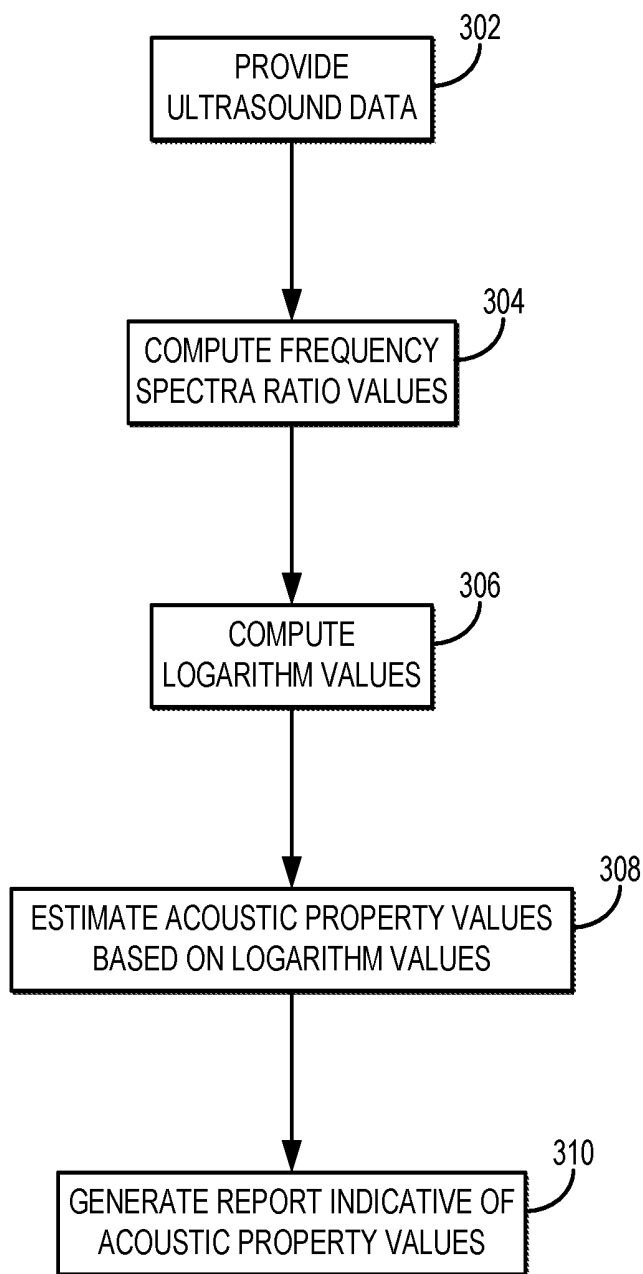 302
PROVIDE
ULTRASOUND DATA
304
COMPUTE FREQUENCY
SPECTRA RATIO VALUES
306
COMPUTE
LOGARITHM VALUES
308
ESTIMATE ACOUSTIC PROPERTY VALUES
BASED ON LOGARITHM VALUES
310
GENERATE REPORT INDICATIVE OF
ACOUSTIC PROPERTY VALUES